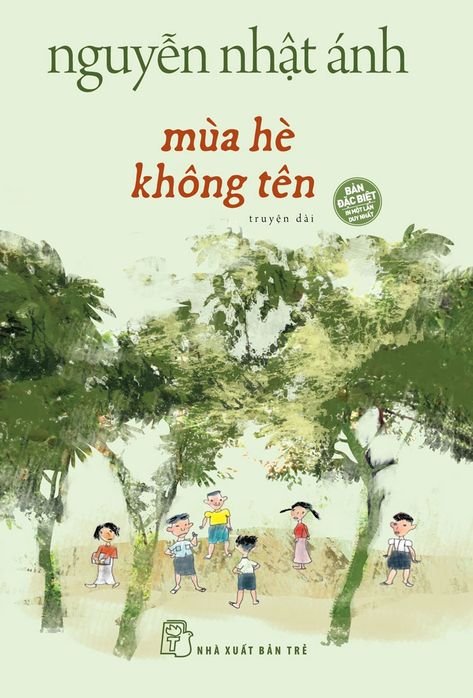 nguyễn nhật ánh
mùa hè
không tên
truyện dài
BẢN
ĐẶC BIỆT
IN MỘT LẦN
DUY NHẤT
NHÀ XUẤT BẢN TRẺ